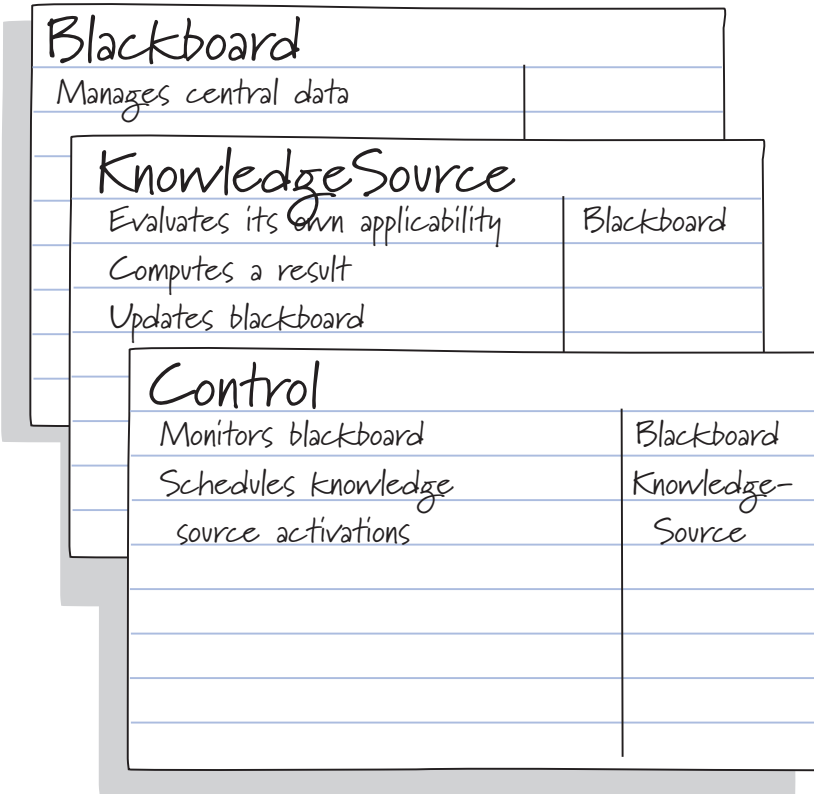 Blackboard
Manages central data
KnowledgeSource
Evaluates its own applicability
Blackboard
Computes a result
Updates blackboard
Control
Monitors blackboard
Blackboard
Schedules knowledge
Knowledge-
source activations
Source